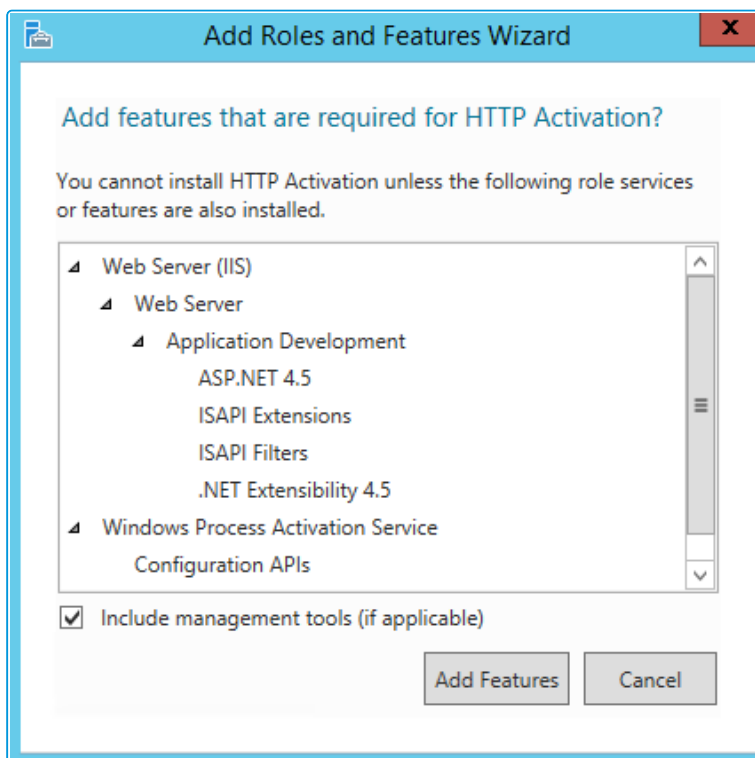 Add Roles and Features Wizard
x
Add features that are required for HTTP Activation?
You cannot install HTTP Activation unless the following role services
or features are also installed.
Web Server (IIS)
Web Server
Application Development
ASP.NET 4.5
ISAPI Extensions
ISAPI Filters
.NET Extensibility 4.5
Windows Process Activation Service
Configuration APIs
Include management tools (if applicable)
Add Features Cancel